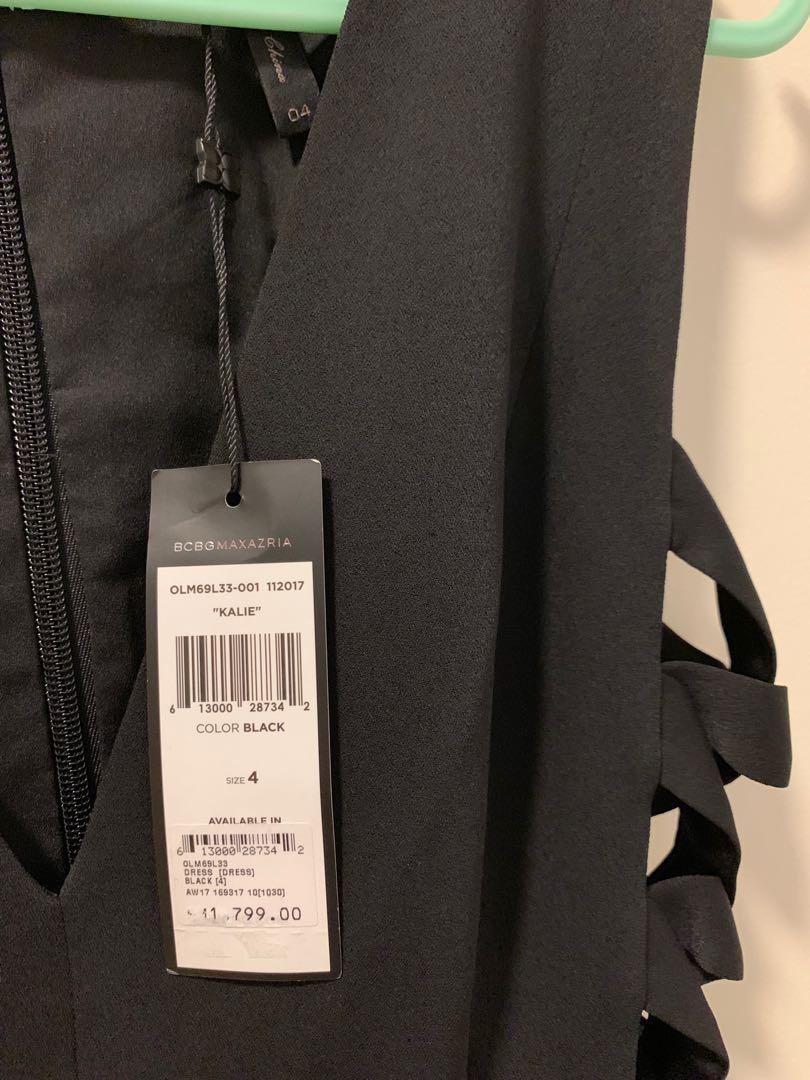 China
04
BCBGMAXAZRIA
OLM69L33-001 112017
"KALIE"
6 13000 28734 2
COLOR BLACK
SIZE 4
AVAILABLE IN
6 13000 28734 2
OLM69L33
DRESS [DRESS]
BLACK [4]
AW17 169317 10[1030]
799.00